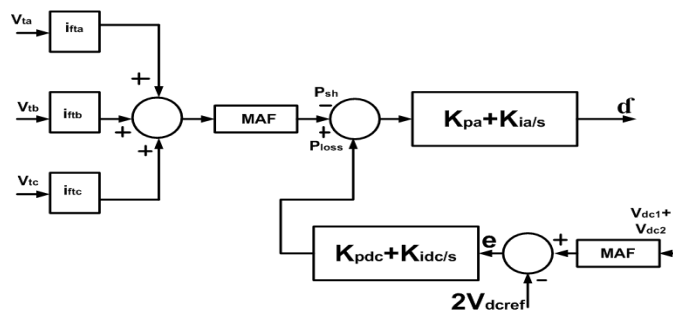 Vta
ifta
+
Vtb
iftb
+
+
Vtc
iftc
MAF
Psh
−
+
Ploss
Kpa+Kia/s
ɗ
Kpdc+Kidc/s
e
+
−
2Vdcref
MAF
Vdc1+
Vdc2